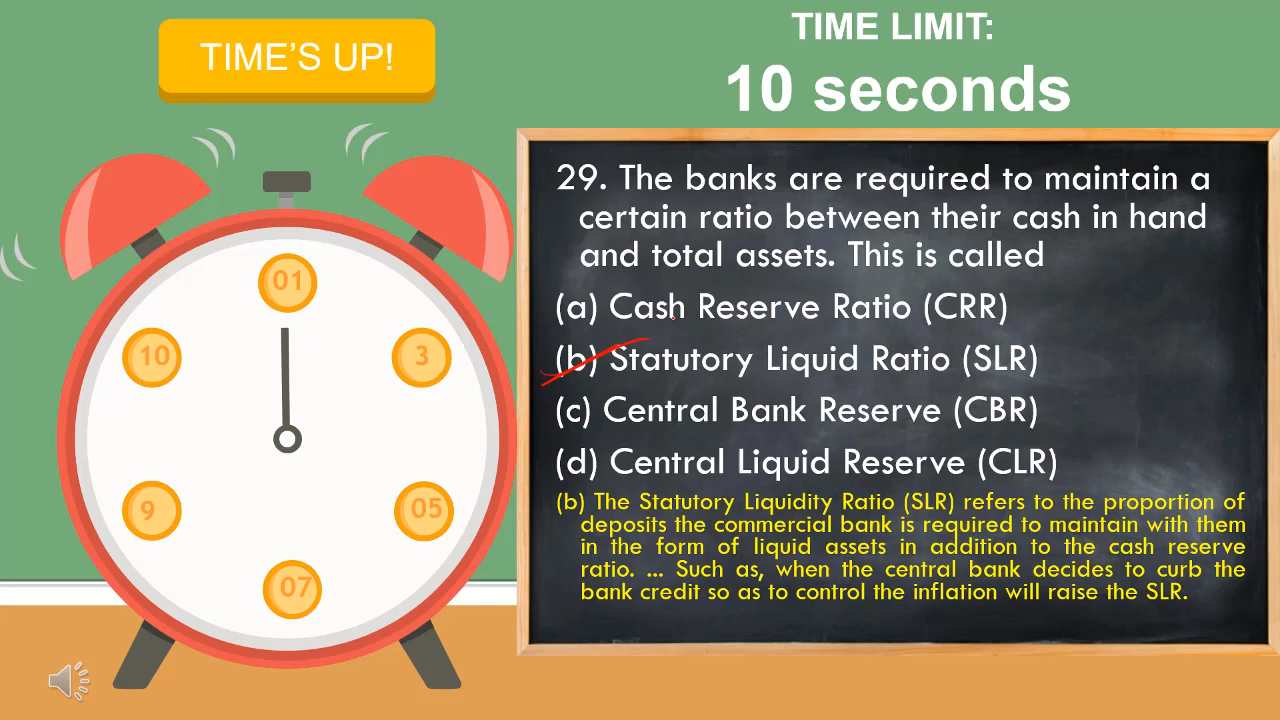 TIME'S UP!
TIME LIMIT:
10 seconds
01
10
3
9
05
07
29. The banks are required to maintain a
certain ratio between their cash in hand
and total assets. This is called
(a) Cash Reserve Ratio (CRR)
(b) Statutory Liquid Ratio (SLR)
(c) Central Bank Reserve (CBR)
(d) Central Liquid Reserve (CLR)
(b) The Statutory Liquidity Ratio (SLR) refers to the proportion of
deposits the commercial bank is required to maintain with them
in the form of liquid assets in addition to the cash reserve
ratio. ... Such as, when the central bank decides to curb the
bank credit so as to control the inflation will raise the SLR.